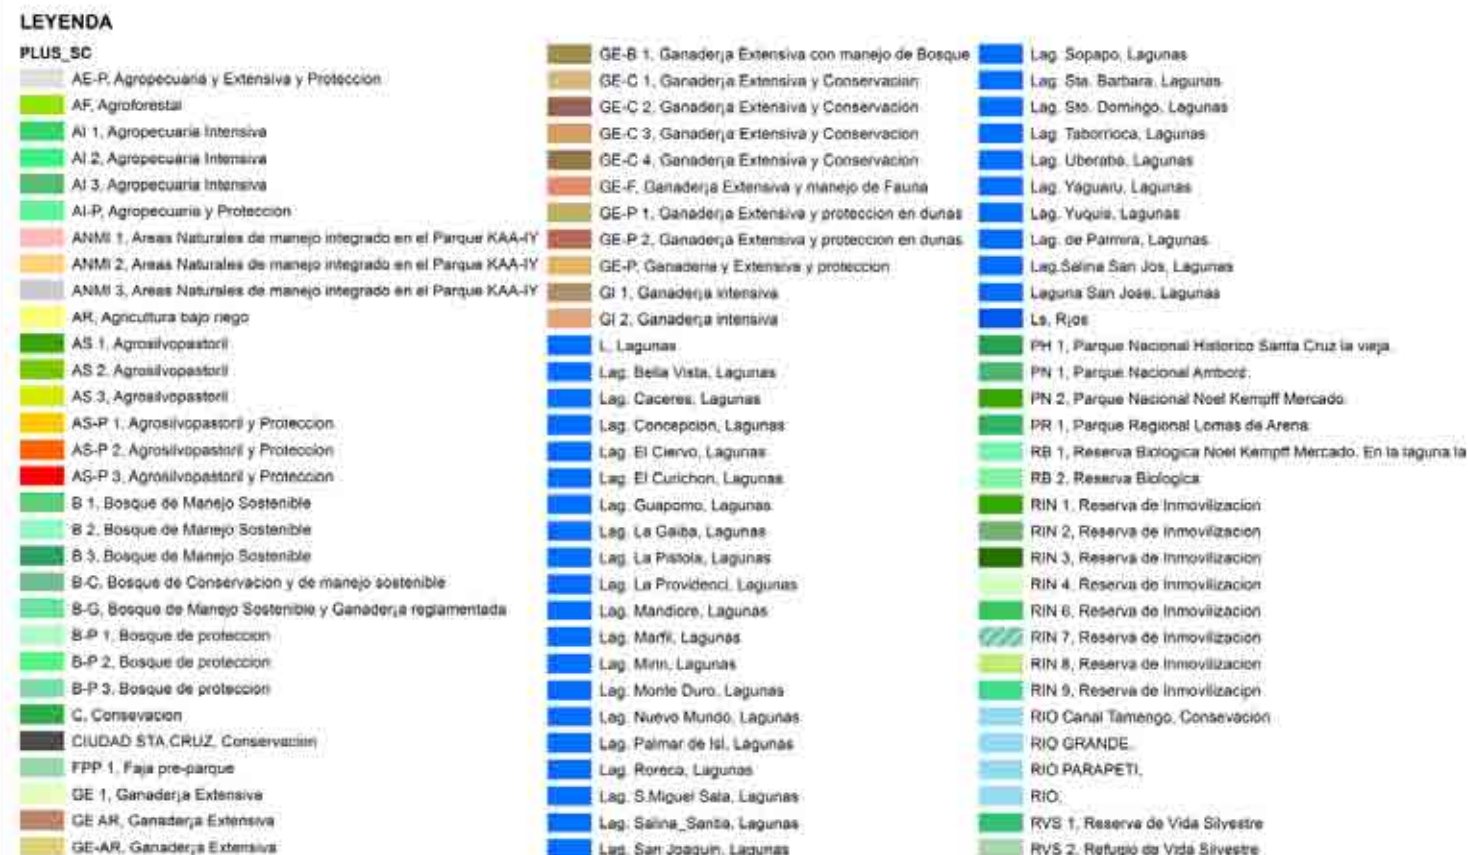 LEYENDA
PLUS_SC
AE-P, Agropecuaria y Extensiva y Proteccion
AF, Agroforestal
AI 1, Agropecuaria Intensiva
AI 2, Agropecuaria Intensiva
AI 3, Agropecuaria Intensiva
AI-P, Agropecuaria y Proteccion
ANMI 1, Areas Naturales de manejo integrado en el Parque KAA-IY
ANMI 2, Areas Naturales de manejo integrado en el Parque KAA-IY
ANMI 3, Areas Naturales de manejo integrado en el Parque KAA-IY
AR, Agricultura bajo riego
AS 1, Agrosilvopastoril
AS 2, Agrosilvopastoril
AS 3, Agrosilvopastoril
AS-P 1, Agrosilvopastoril y Proteccion
AS-P 2, Agrosilvopastoril y Proteccion
AS-P 3, Agrosilvopastoril y Proteccion
B 1, Bosque de Manejo Sostenible
B 2, Bosque de Manejo Sostenible
B 3, Bosque de Manejo Sostenible
B-C, Bosque de Conservacion y de manejo sostenible
B-G, Bosque de Manejo Sostenible y Ganader¡a reglamentada
B-P 1, Bosque de proteccion
B-P 2, Bosque de proteccion
B-P 3, Bosque de proteccion
C, Consevacion
CIUDAD STA.CRUZ, Conservacion
FPP 1, Faja pre-parque
GE 1, Ganader¡a Extensiva
GE AR, Ganader¡a Extensiva
GE-AR, Ganader¡a Extensiva
GE-B 1, Ganader¡a Extensiva con manejo de Bosque
GE-C 1, Ganader¡a Extensiva y Conservacion
GE-C 2, Ganader¡a Extensiva y Conservacion
GE-C 3, Ganader¡a Extensiva y Conservacion
GE-C 4, Ganader¡a Extensiva y Conservacion
GE-F, Ganader¡a Extensiva y manejo de Fauna
GE-P 1, Ganader¡a Extensiva y proteccion en dunas
GE-P 2, Ganader¡a Extensiva y proteccion en dunas
GE-P, Ganaderia y Extensiva y proteccion
GI 1, Ganader¡a intensiva
GI 2, Ganader¡a intensiva
L, Lagunas
Lag. Bella Vista, Lagunas
Lag. Caceres, Lagunas
Lag. Concepcion, Lagunas
Lag. El Ciervo, Lagunas
Lag. El Curichon, Lagunas
Lag. Guapomo, Lagunas
Lag. La Gaiba, Lagunas
Lag. La Pistola, Lagunas
Lag. La Providenci, Lagunas
Lag. Mandiore, Lagunas
Lag. Marfil, Lagunas
Lag. Mirin, Lagunas
Lag. Monte Duro, Lagunas
Lag. Nuevo Mundo, Lagunas
Lag. Palmar de Isl, Lagunas
Lag. Roreca, Lagunas
Lag. S.Miguel Sala, Lagunas
Lag. Salina_Santia, Lagunas
Lag. San Joaquin, Lagunas
Lag. Sopapo, Lagunas
Lag. Sta. Barbara, Lagunas
Lag. Sto. Domingo, Lagunas
Lag. Taborrioca, Lagunas
Lag. Uberaba, Lagunas
Lag. Yaguaru, Lagunas
Lag. Yuquis, Lagunas
Lag. de Palmira, Lagunas
Lag.Salina San Jos, Lagunas
Laguna San Jose, Lagunas
Ls, R¡os
PH 1, Parque Nacional Historico Santa Cruz la vieja.
PN 1, Parque Nacional Ambor¢.
PN 2, Parque Nacional Noel Kempff Mercado.
PR 1, Parque Regional Lomas de Arena.
RB 1, Reserva Biologica Noel Kempff Mercado. En la laguna la
RB 2, Reserva Biologica
RIN 1, Reserva de Inmovilizacion
RIN 2, Reserva de Inmovilizacion
RIN 3, Reserva de Inmovilizacion
RIN 4, Reserva de Inmovilizacion
RIN 6, Reserva de Inmovilizacion
RIN 7, Reserva de Inmovilizacion
RIN 8, Reserva de Inmovilizacion
RIN 9, Reserva de Inmovilizacipn
RIO Canal Tamengo, Consevacion
RIO GRANDE,
RIO PARAPETI,
RIO,
RVS 1, Reserva de Vida Silvestre
RVS 2, Refugio de Vida Silvestre